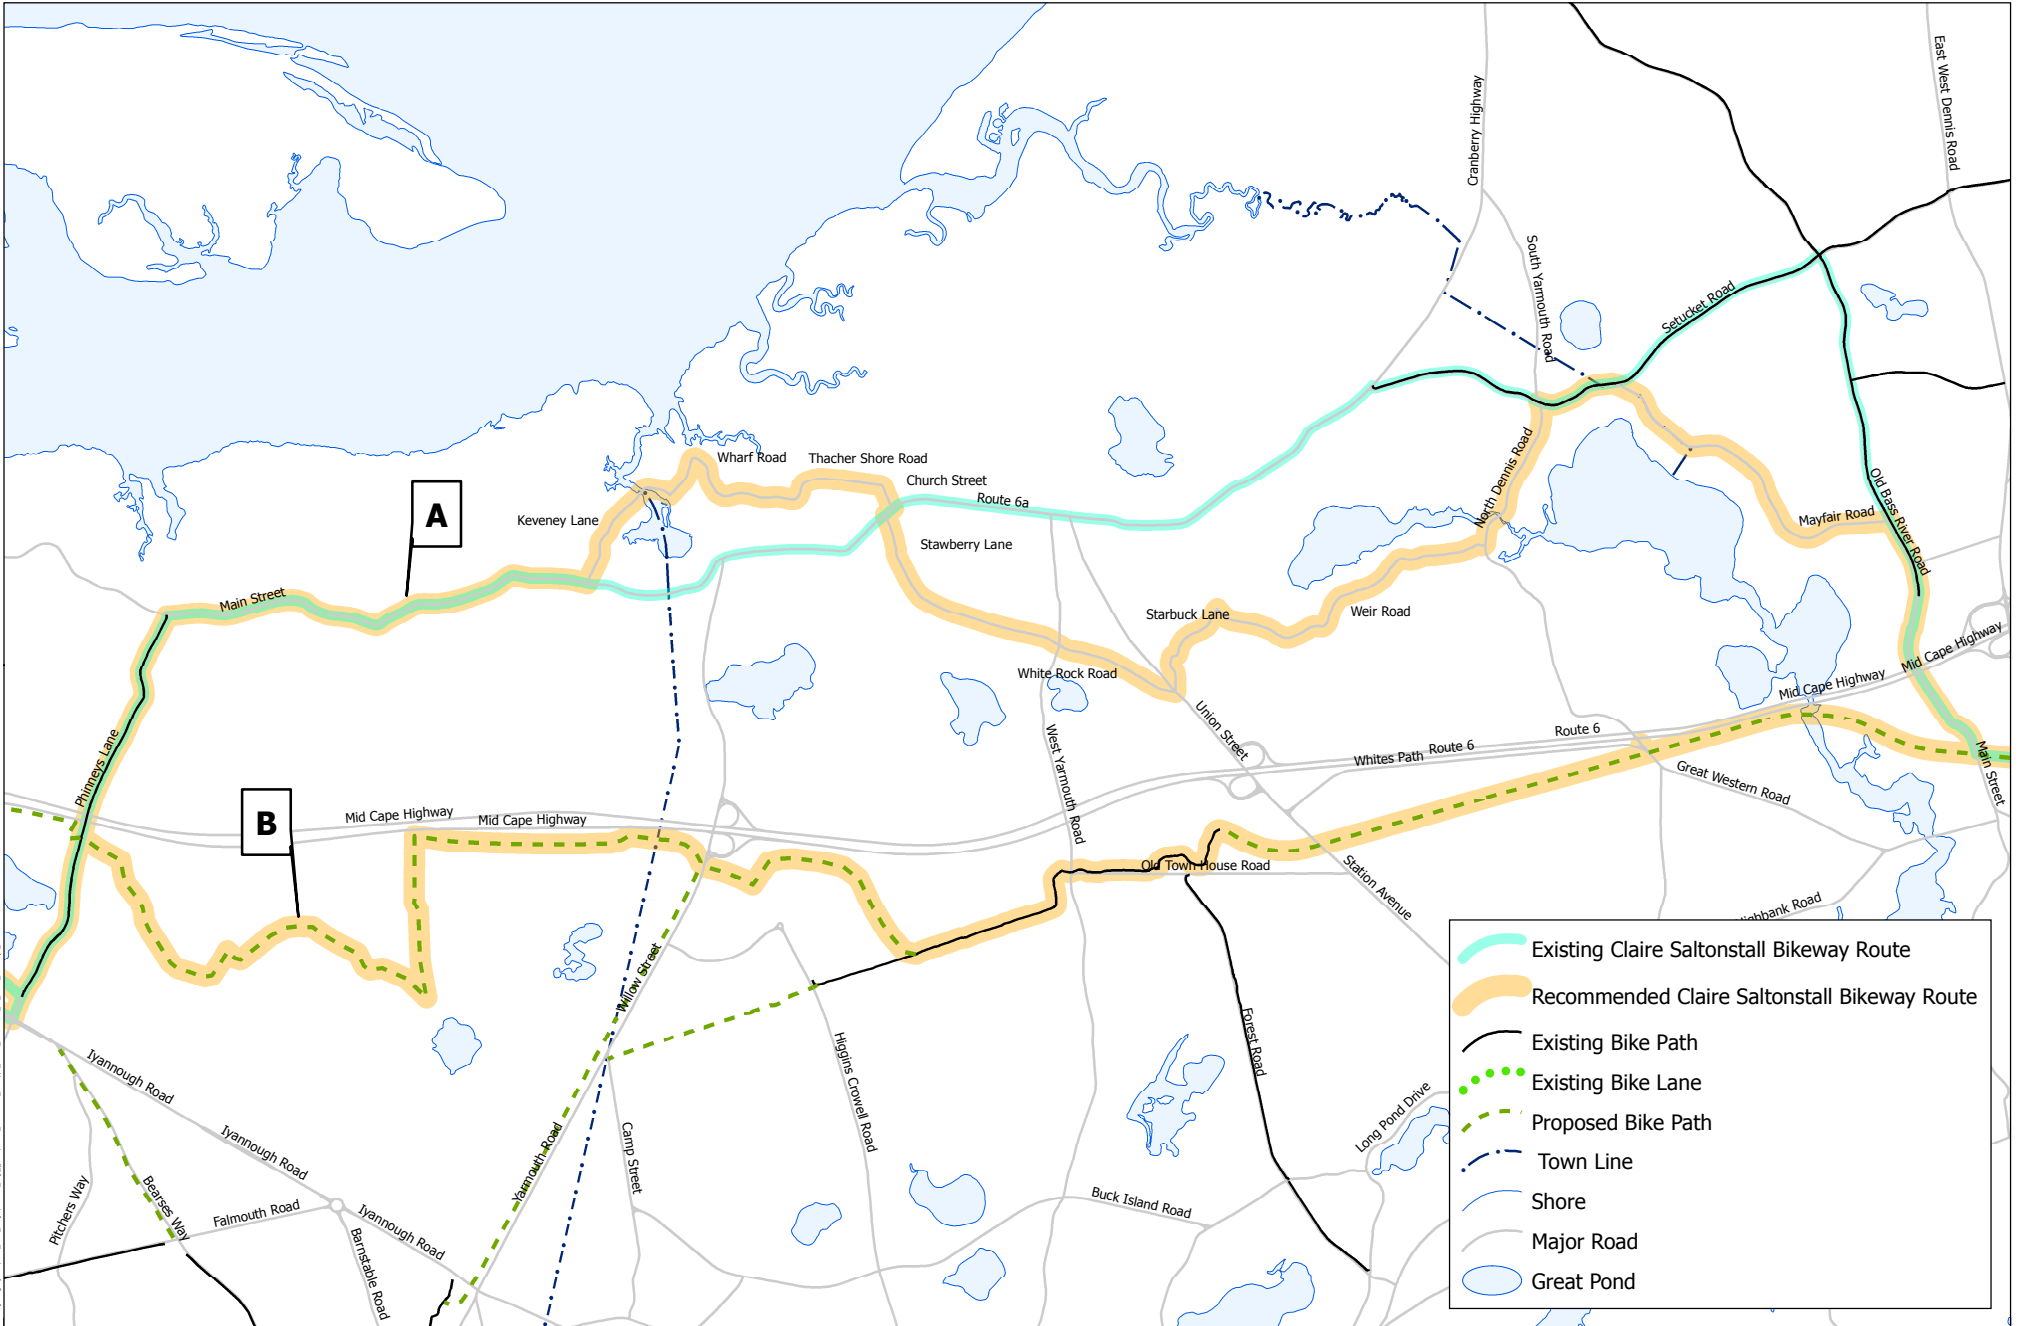 East West Dennis Road
Cranberry Highway
South Yarmouth Road
Setucket Road
Wharf Road
Thacher Shore Road
Church Street
Route 6a
Keveney Lane
Stawberry Lane
North Dennis Road
Old Bass River Road
Mayfair Road
A
Main Street
Starbuck Lane
Weir Road
White Rock Road
Mid Cape Highway
Mid Cape Highway
Union Street
West Yarmouth Road
Whites Path
Route 6
Route 6
Great Western Road
Main Street
Phinneys Lane
B
Mid Cape Highway
Mid Cape Highway
Old Town House Road
Station Avenue
Highbank Road
Willow Street
Forest Road
Higgins Crowell Road
Long Pond Drive
Iyannough Road
Iyannough Road
Iyannough Road
Yarmouth Road
Camp Street
Pitchers Way
Bearses Way
Falmouth Road
Barnstable Road
Buck Island Road
Existing Claire Saltonstall Bikeway Route
Recommended Claire Saltonstall Bikeway Route
Existing Bike Path
Existing Bike Lane
Proposed Bike Path
Town Line
Shore
Major Road
Great Pond